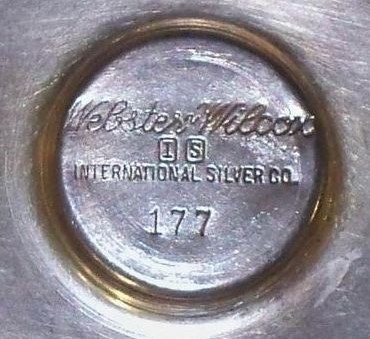 Webster-Wilcox
I S
INTERNATIONAL SILVER CO.
177